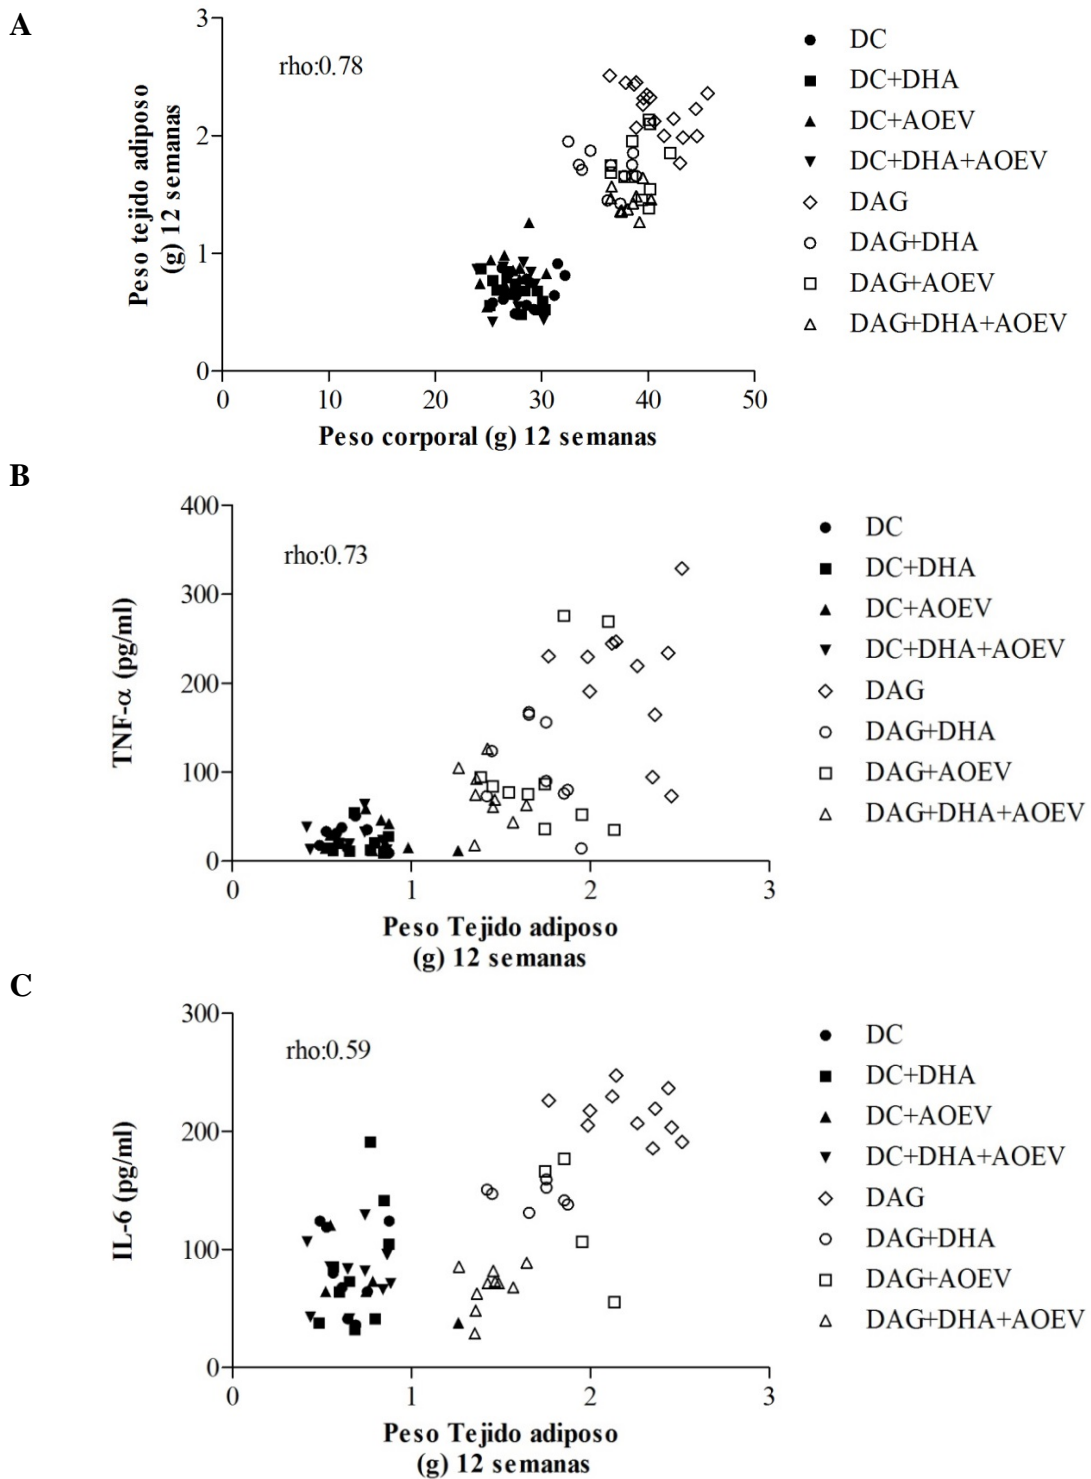 A
3
2
1
0
Peso tejido adiposo
(g) 12 semanas
rho:0.78
0 10 20 30 40 50
Peso corporal (g) 12 semanas
DC
DC+DHA
DC+AOEV
DC+DHA+AOEV
DAG
DAG+DHA
DAG+AOEV
DAG+DHA+AOEV
B
400
300
200
100
0
TNF-α (pg/ml)
rho:0.73
0 1 2 3
Peso Tejido adiposo
(g) 12 semanas
DC
DC+DHA
DC+AOEV
DC+DHA+AOEV
DAG
DAG+DHA
DAG+AOEV
DAG+DHA+AOEV
C
300
200
100
0
IL-6 (pg/ml)
rho:0.59
0 1 2 3
Peso Tejido adiposo
(g) 12 semanas
DC
DC+DHA
DC+AOEV
DC+DHA+AOEV
DAG
DAG+DHA
DAG+AOEV
DAG+DHA+AOEV